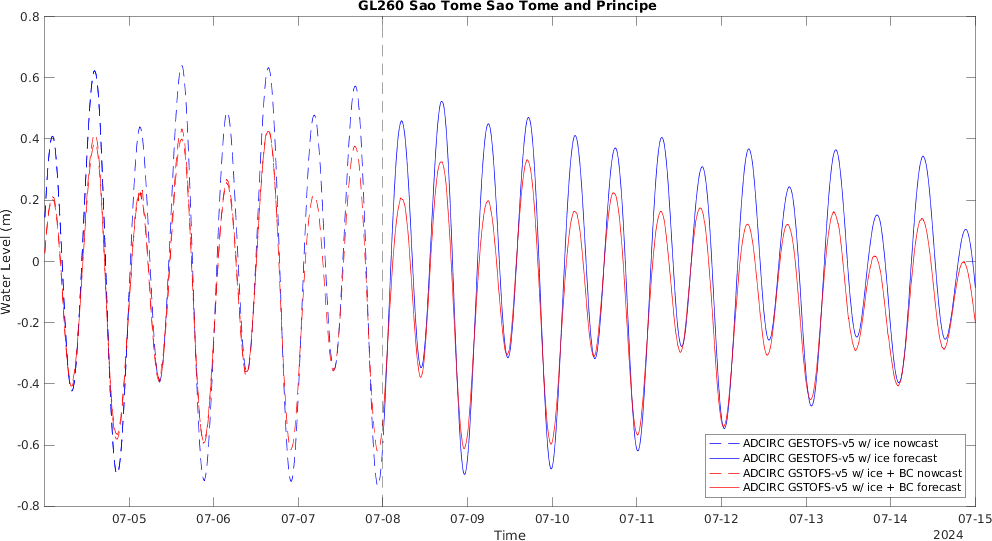 GL260 Sao Tome Sao Tome and Principe
0.8
0.6
0.4
0.2
0
-0.2
-0.4
-0.6
-0.8
Water Level (m)
ADCIRC GESTOFS-v5 w/ ice nowcast
ADCIRC GESTOFS-v5 w/ ice forecast
ADCIRC GSTOFS-v5 w/ ice + BC nowcast
ADCIRC GSTOFS-v5 w/ ice + BC forecast
07-05 07-06 07-07 07-08 07-09 07-10 07-11 07-12 07-13 07-14 07-15
Time
2024